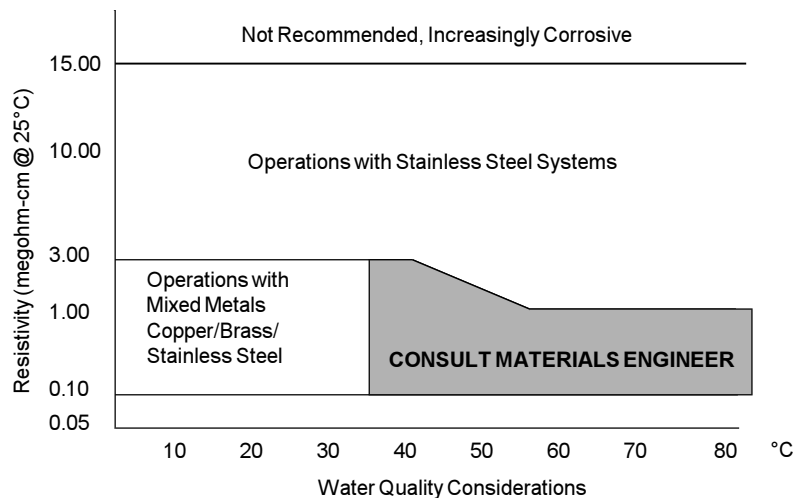 Not Recommended, Increasingly Corrosive
15.00
10.00
Operations with Stainless Steel Systems
3.00
Operations with
Mixed Metals
Copper/Brass/
Stainless Steel
1.00
CONSULT MATERIALS ENGINEER
0.10
0.05
Resistivity (megohm-cm @ 25°C)
10 20 30 40 50 60 70 80 °C
Water Quality Considerations